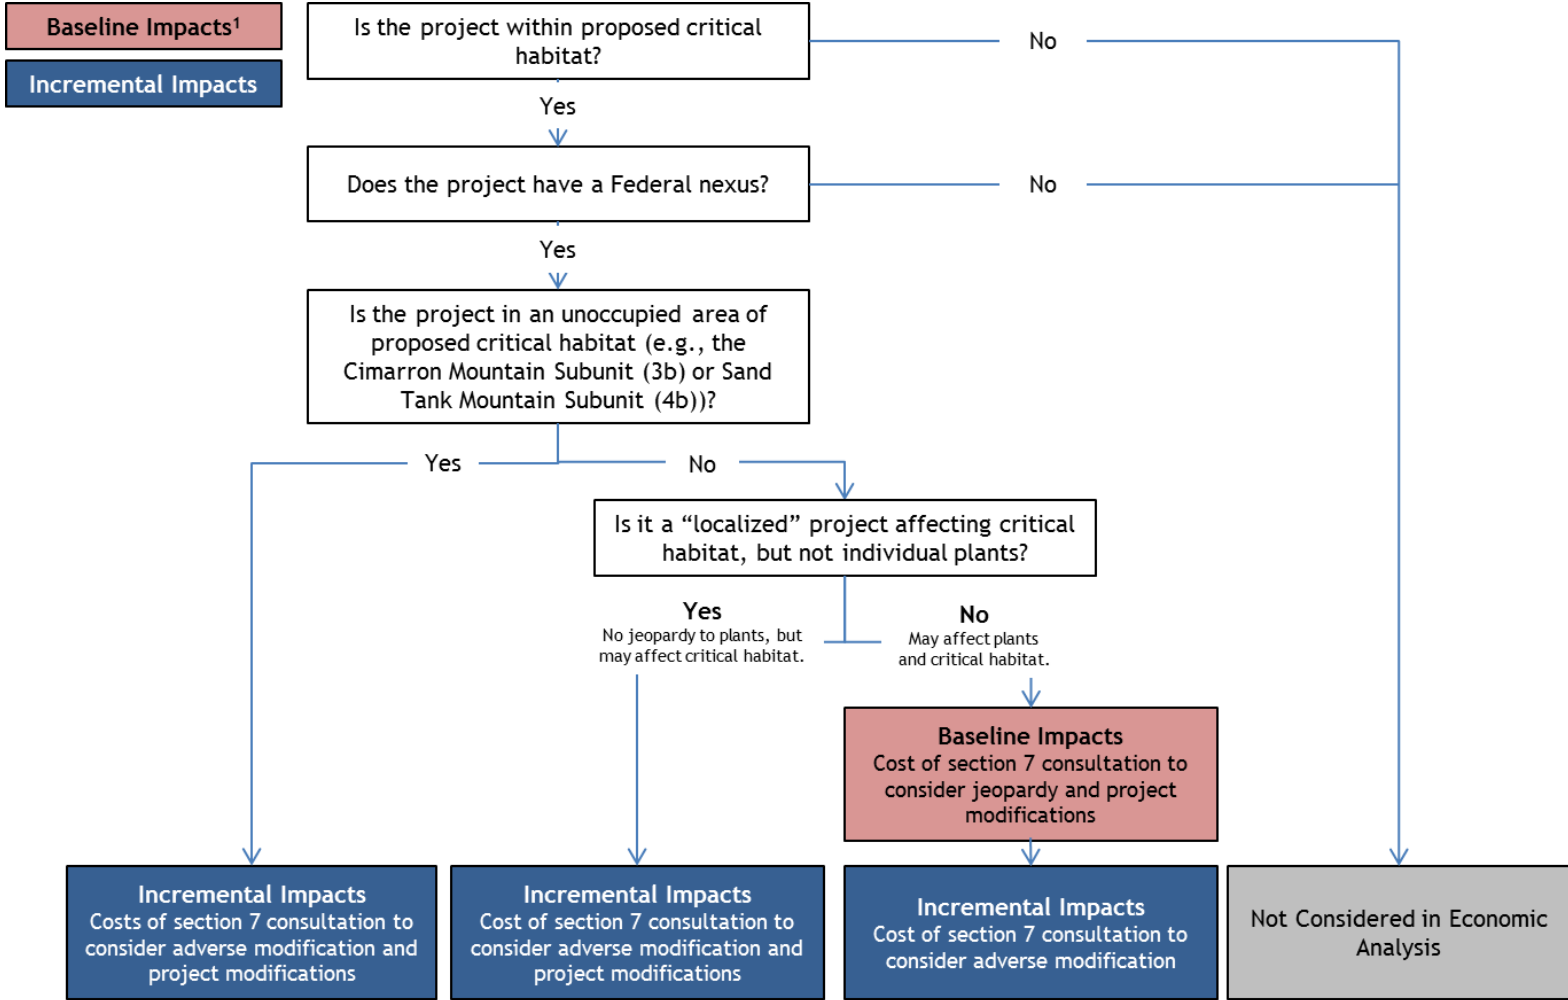 Baseline Impacts¹
Incremental Impacts
Is the project within proposed critical
habitat?
No
Yes
Does the project have a Federal nexus?
No
Yes
Is the project in an unoccupied area of
proposed critical habitat (e.g., the
Cimarron Mountain Subunit (3b) or Sand
Tank Mountain Subunit (4b))?
Yes
No
Is it a “localized” project affecting critical
habitat, but not individual plants?
Yes
No jeopardy to plants, but
may affect critical habitat.
No
May affect plants
and critical habitat.
Baseline Impacts
Cost of section 7 consultation to
consider jeopardy and project
modifications
Incremental Impacts
Costs of section 7 consultation to
consider adverse modification and
project modifications
Incremental Impacts
Cost of section 7 consultation to
consider adverse modification and
project modifications
Incremental Impacts
Cost of section 7 consultation to
consider adverse modification
Not Considered in Economic
Analysis